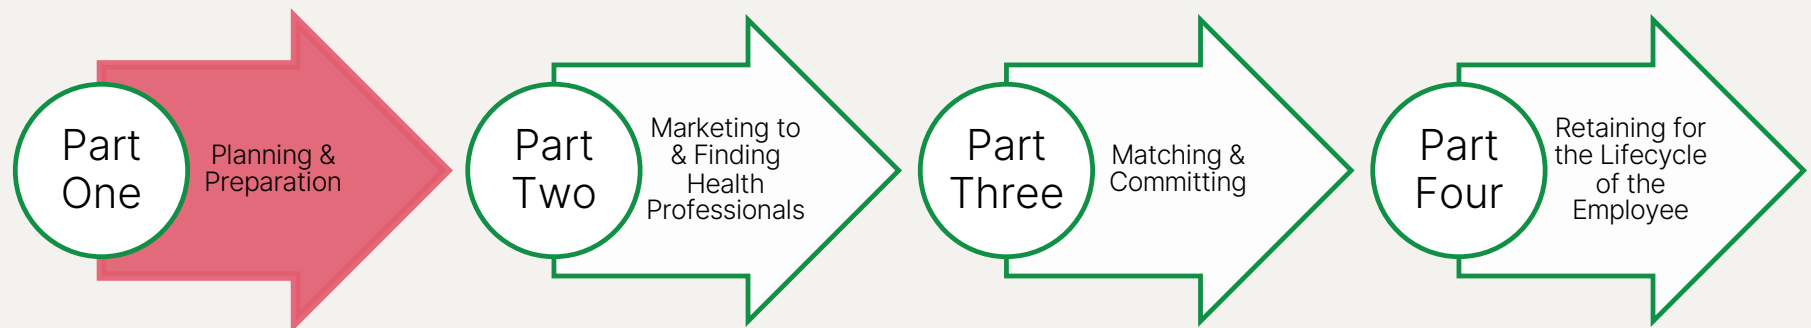 Part
One
Planning &
Preparation
Part
Two
Marketing to
& Finding
Health
Professionals
Part
Three
Matching &
Committing
Part
Four
Retaining for
the Lifecycle
of the
Employee